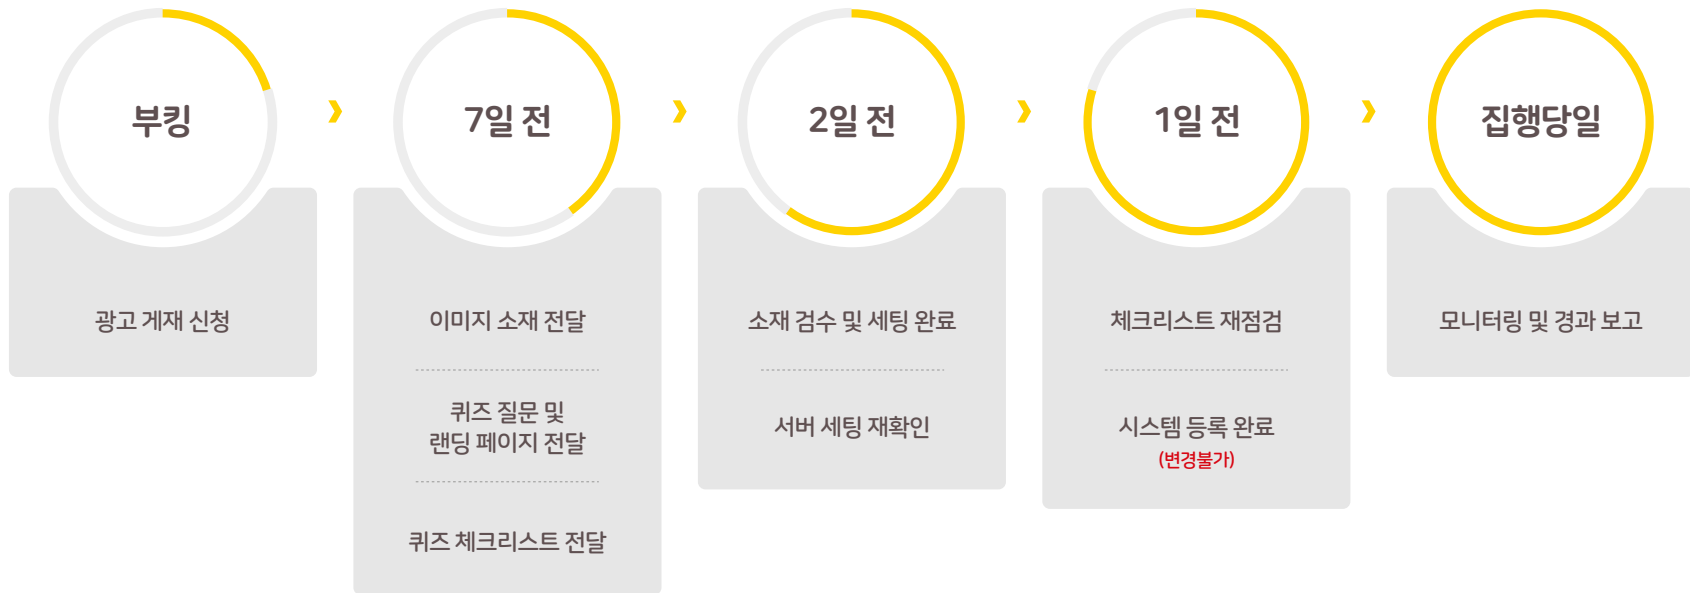 부킹
7일 전
2일 전
1일 전
집행당일
광고 게재 신청
이미지 소재 전달
퀴즈 질문 및
랜딩 페이지 전달
퀴즈 체크리스트 전달
소재 검수 및 세팅 완료
서버 세팅 재확인
체크리스트 재점검
시스템 등록 완료
(변경불가)
모니터링 및 경과 보고